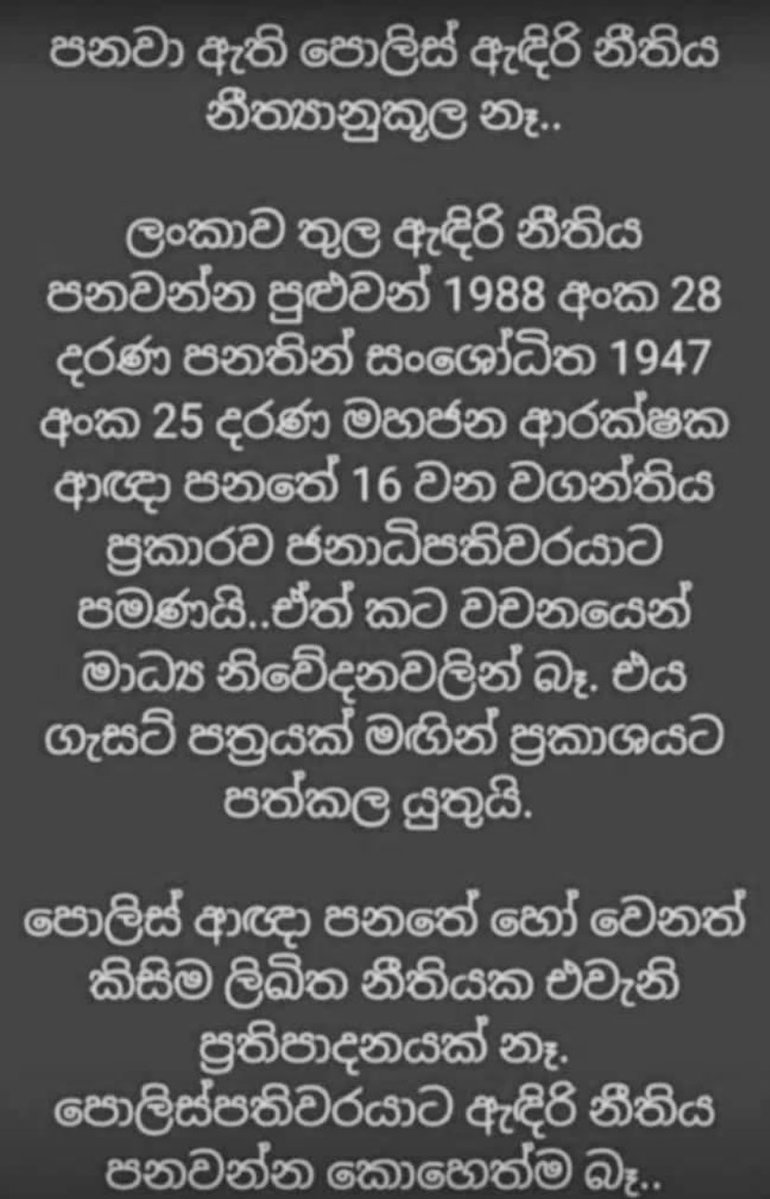 පනවා ඇති පොලිස් ඇඳිරි නීතිය
නීත්‍යානුකූල නෑ..
ලංකාව තුල ඇඳිරි නීතිය
පනවන්න පුළුවන් 1988 අංක 28
දරණ පනතින් සංශෝධිත 1947
අංක 25 දරණ මහජන ආරක්ෂක
ආඥා පනතේ 16 වන වගන්තිය
ප්‍රකාරව ජනාධිපතිවරයාට
පමණයි..ඒත් කට වචනයෙන්
මාධ්‍ය නිවේදනවලින් බෑ. එය
ගැසට් පත්‍රයක් මඟින් ප්‍රකාශයට
පත්කල යුතුයි.
පොලිස් ආඥා පනතේ හෝ වෙනත්
කිසිම ලිඛිත නීතියක එවැනි
ප්‍රතිපාදනයක් නෑ.
පොලිස්පතිවරයාට ඇඳිරි නීතිය
පනවන්න කොහෙත්ම බෑ..